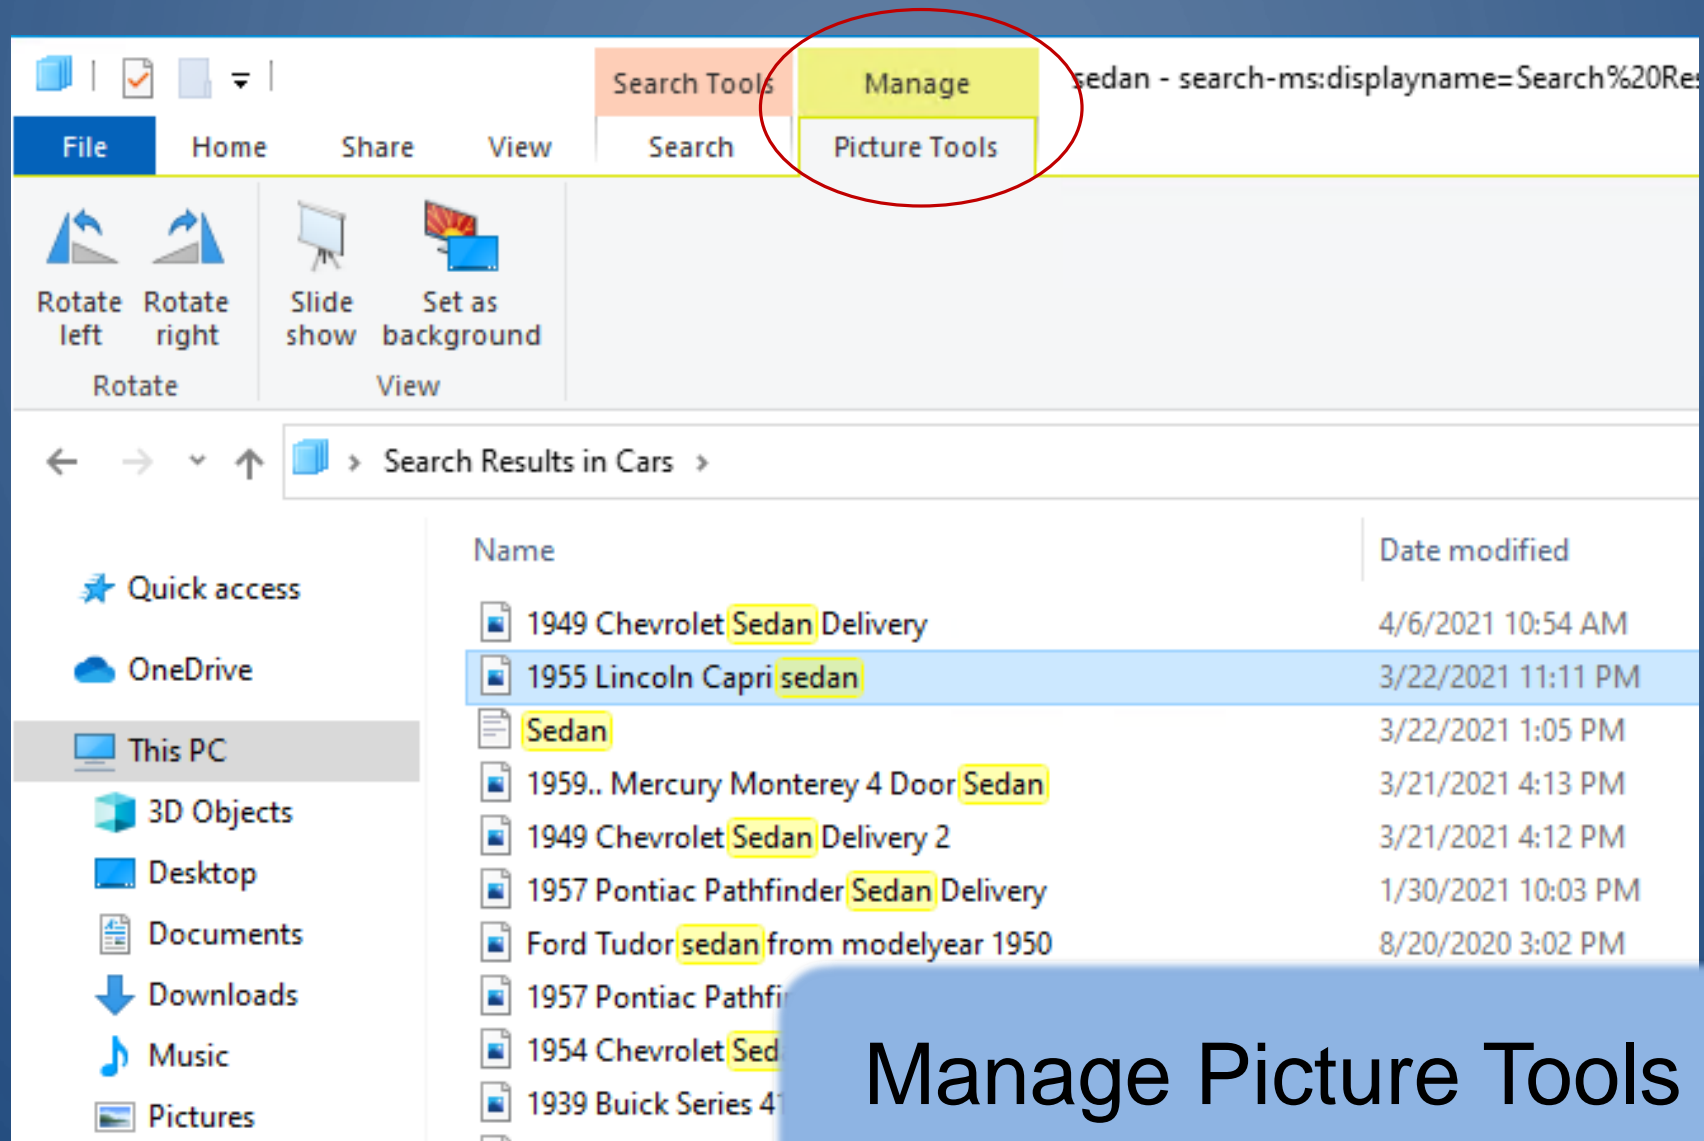 Search Tools Manage sedan - search-ms:displayname=Search%20Res
File Home Share View Search Picture Tools
Rotate left Rotate right Slide show Set as background
Rotate View
Search Results in Cars
Name Date modified
Quick access
OneDrive
This PC
3D Objects
Desktop
Documents
Downloads
Music
Pictures
1949 Chevrolet Sedan Delivery 4/6/2021 10:54 AM
1955 Lincoln Capri sedan 3/22/2021 11:11 PM
Sedan 3/22/2021 1:05 PM
1959.. Mercury Monterey 4 Door Sedan 3/21/2021 4:13 PM
1949 Chevrolet Sedan Delivery 2 3/21/2021 4:12 PM
1957 Pontiac Pathfinder Sedan Delivery 1/30/2021 10:03 PM
Ford Tudor sedan from modelyear 1950 8/20/2020 3:02 PM
1957 Pontiac Pathfi
1954 Chevrolet Sed
1939 Buick Series 4
Manage Picture Tools